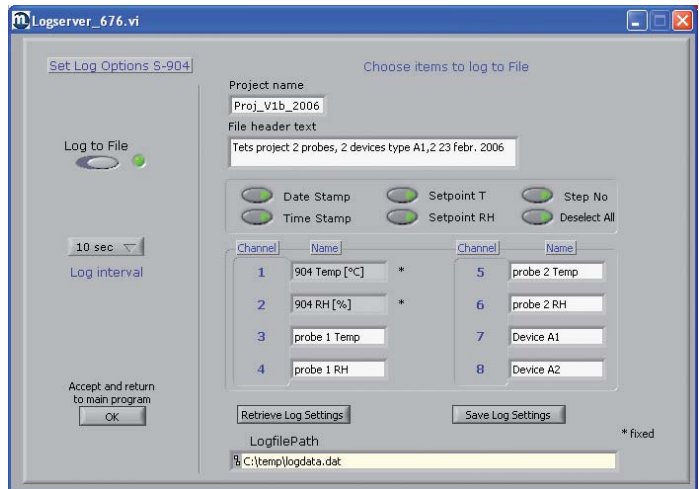 Logserver_676.vi
Set Log Options S-904
Choose items to log to File
Project name
Proj_V1b_2006
File header text
Tets project 2 probes, 2 devices type A1,2 23 febr. 2006
Log to File
Date Stamp
Setpoint T
Step No
Time Stamp
Setpoint RH
Deselect All
10 sec
Log interval
Channel Name Channel Name
1 904 Temp [°C] * 5 probe 2 Temp
2 904 RH [%] * 6 probe 2 RH
3 probe 1 Temp 7 Device A1
4 probe 1 RH 8 Device A2
Accept and return
to main program
OK
Retrieve Log Settings
Save Log Settings
* fixed
LogfilePath
C:\temp\logdata.dat